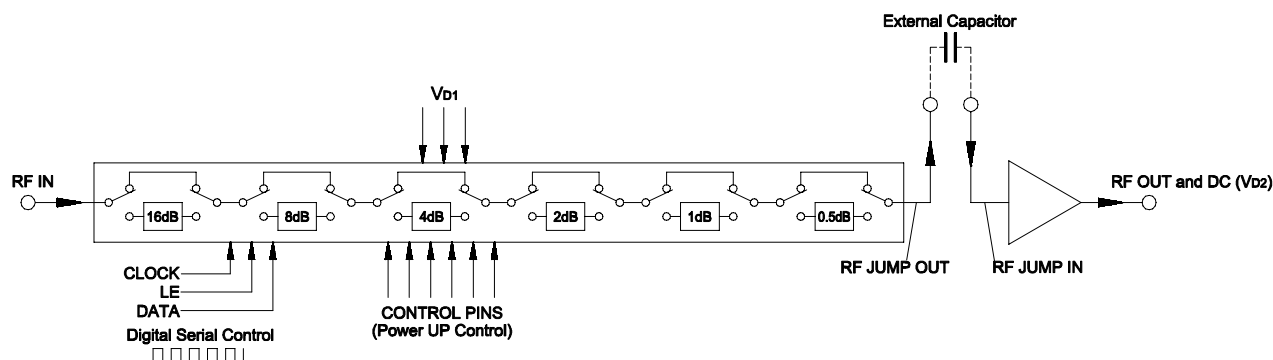 External Capacitor
VD1
RF IN
16dB
8dB
4dB
2dB
1dB
0.5dB
RF OUT and DC (VD2)
RF JUMP OUT
RF JUMP IN
CLOCK
LE
DATA
CONTROL PINS
(Power UP Control)
Digital Serial Control